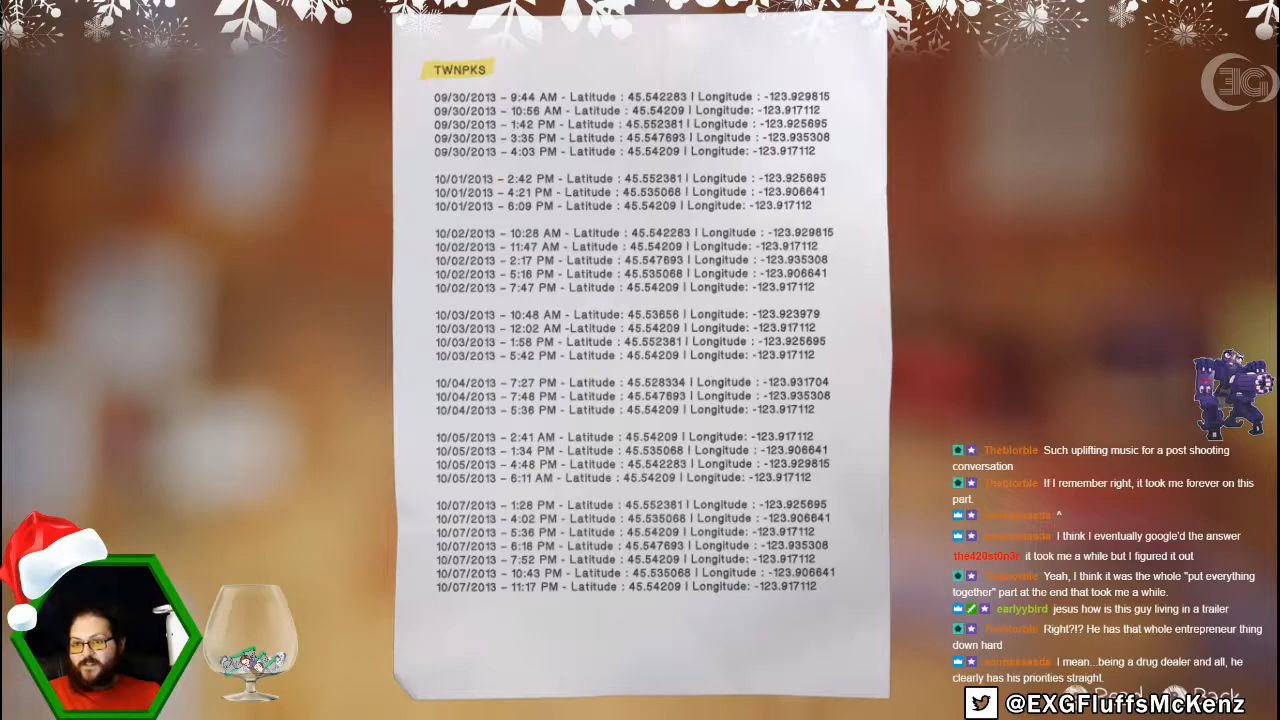 TWNPKS
09/30/2013 – 9:44 AM - Latitude : 45.542283 | Longitude : -123.929815
09/30/2013 – 10:56 AM - Latitude : 45.54209 | Longitude: -123.917112
09/30/2013 – 1:42 PM - Latitude : 45.552381 | Longitude : -123.925695
09/30/2013 – 3:35 PM - Latitude : 45.547693 | Longitude : -123.935308
09/30/2013 – 4:03 PM - Latitude : 45.54209 | Longitude: -123.917112
10/01/2013 – 2:42 PM - Latitude : 45.552381 | Longitude : -123.925695
10/01/2013 – 4:21 PM - Latitude : 45.535068 | Longitude : -123.906641
10/01/2013 – 6:09 PM - Latitude : 45.54209 | Longitude: -123.917112
10/02/2013 – 10:28 AM - Latitude : 45.542283 | Longitude : -123.929815
10/02/2013 – 11:47 AM - Latitude : 45.54209 | Longitude: -123.917112
10/02/2013 – 2:17 PM - Latitude : 45.547693 | Longitude : -123.935308
10/02/2013 – 5:16 PM - Latitude : 45.535068 | Longitude : -123.906641
10/02/2013 – 7:47 PM - Latitude : 45.54209 | Longitude: -123.917112
10/03/2013 – 10:48 AM - Latitude: 45.53656 | Longitude: -123.923979
10/03/2013 – 12:02 AM -Latitude : 45.54209 | Longitude: -123.917112
10/03/2013 – 1:58 PM - Latitude : 45.552381 | Longitude : -123.925695
10/03/2013 – 5:42 PM - Latitude : 45.54209 | Longitude: -123.917112
10/04/2013 – 7:27 PM - Latitude : 45.528334 | Longitude : -123.931704
10/04/2013 – 7:48 PM - Latitude : 45.547693 | Longitude : -123.935308
10/04/2013 – 5:36 PM - Latitude : 45.54209 | Longitude: -123.917112
10/05/2013 – 2:41 AM - Latitude : 45.54209 | Longitude: -123.917112
10/05/2013 – 1:34 PM - Latitude : 45.535068 | Longitude : -123.906641
10/05/2013 – 4:48 PM - Latitude : 45.542283 | Longitude : -123.929815
10/05/2013 – 6:11 AM - Latitude : 45.54209 | Longitude: -123.917112
10/07/2013 – 1:28 PM - Latitude : 45.552381 | Longitude : -123.925695
10/07/2013 – 4:02 PM - Latitude : 45.535068 | Longitude : -123.906641
10/07/2013 – 5:36 PM - Latitude : 45.54209 | Longitude: -123.917112
10/07/2013 – 6:18 PM - Latitude : 45.547693 | Longitude : -123.935308
10/07/2013 – 7:52 PM - Latitude : 45.54209 | Longitude: -123.917112
10/07/2013 – 10:43 PM - Latitude : 45.535068 | Longitude : -123.906641
10/07/2013 – 11:17 PM - Latitude : 45.54209 | Longitude: -123.917112
Theblorble Such uplifting music for a post shooting
conversation
Theblorble If I remember right, it took me forever on this
part.
^
I think I eventually google'd the answer
the420st0n3r it took me a while but I figured it out
Theblorble Yeah, I think it was the whole "put everything
together" part at the end that took me a while.
earlyybird jesus how is this guy living in a trailer
Theblorble Right?!? He has that whole entrepreneur thing
down hard
I mean...being a drug dealer and all, he
clearly has his priorities straight.
@EXGFluffsMcKenz